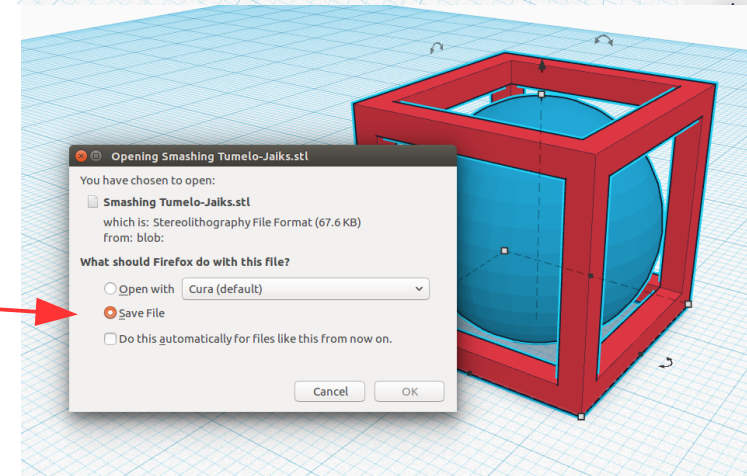 Opening Smashing Tumelo-Jaiks.stl
You have chosen to open:
Smashing Tumelo-Jaiks.stl
which is: Stereolithography File Format (67.6 KB)
from: blob:
What should Firefox do with this file?
Open with Cura (default)
Save File
Do this automatically for files like this from now on.
Cancel OK